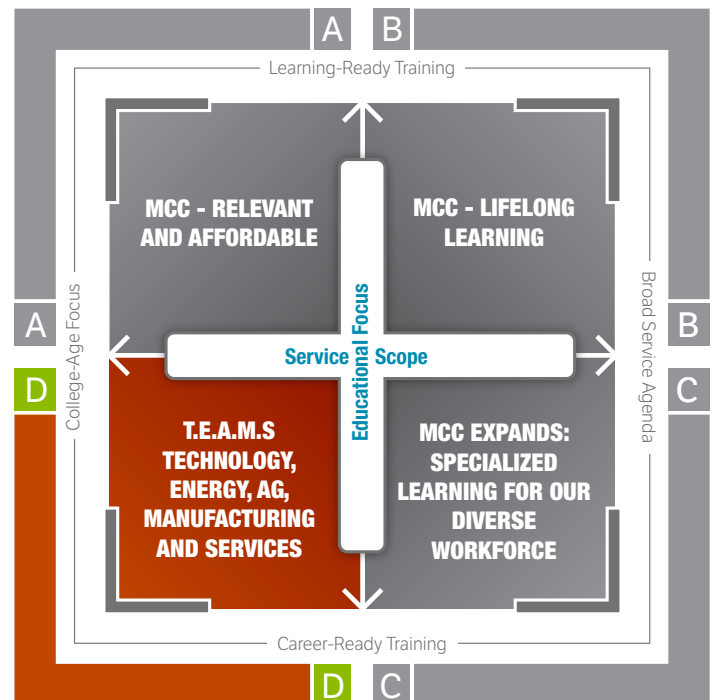 A B
Learning-Ready Training
MCC - RELEVANT
AND AFFORDABLE
MCC - LIFELONG
LEARNING
College-Age Focus
Broad Service Agenda
A
B
Educational Focus
Service Scope
D
C
T.E.A.M.S
TECHNOLOGY,
ENERGY, AG,
MANUFACTURING
AND SERVICES
MCC EXPANDS:
SPECIALIZED
LEARNING FOR OUR
DIVERSE
WORKFORCE
Career-Ready Training
D C